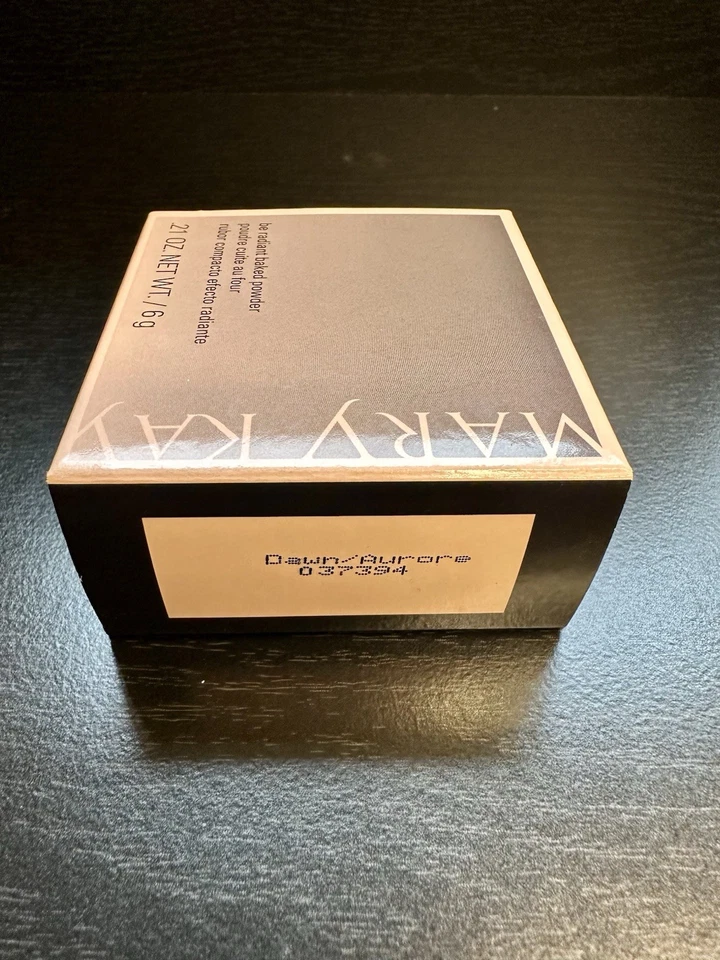 be radiant baked powder
poudre cuite au four
rubor compacto efecto radiante
.21 OZ NET WT. / 6 g
MARY KAY
Dawn/Aurore
037394